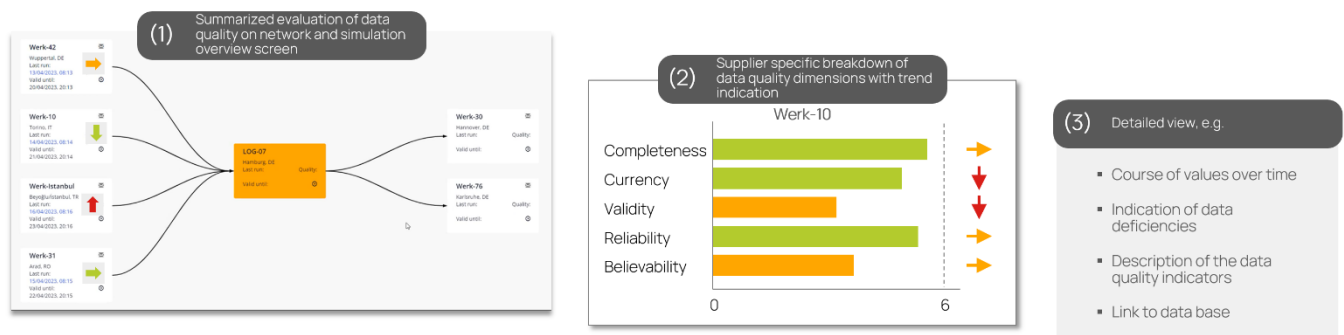 (1)
Summarized evaluation of data
quality on network and simulation
overview screen
Werk-42
Wuppertal, DE
Last run:
13/04/2023, 08:13
Valid until:
20/04/2023, 20:13
Werk-10
Torino, IT
Last run:
14/04/2023, 08:14
Valid until:
21/04/2023, 20:14
Werk-Istanbul
Last run:
16/04/2023, 08:16
Valid until:
23/04/2023, 20:16
Werk-31
Arad, RO
Last run:
15/04/2023, 08:15
Valid until:
22/04/2023, 20:15
LOG-07
Hamburg, DE
Last run: Quality:
Valid until:
Werk-30
Hannover, DE
Last run: Quality:
Valid until:
Werk-76
Karlsruhe, DE
Last run: Quality:
Valid until:
(2)
Supplier specific breakdown of
data quality dimensions with trend
indication
Werk-10
Completeness
Currency
Validity
Reliability
Believability
0 6
(3) Detailed view, e.g.
▪ Course of values over time
▪ Indication of data
deficiencies
▪ Description of the data
quality indicators
▪ Link to data base